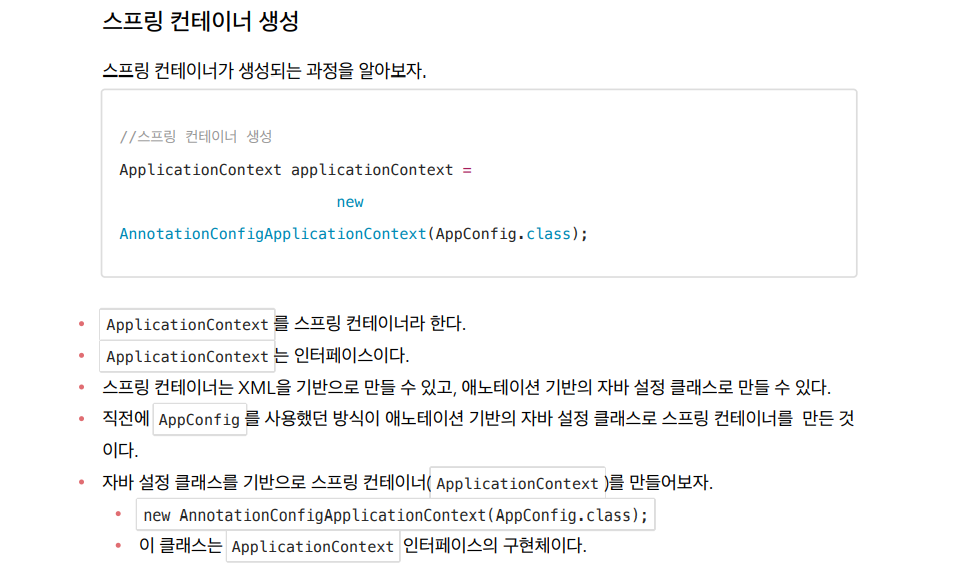 스프링 컨테이너 생성
스프링 컨테이너가 생성되는 과정을 알아보자.
//스프링 컨테이너 생성
ApplicationContext applicationContext =
new
AnnotationConfigApplicationContext(AppConfig.class);
• ApplicationContext 를 스프링 컨테이너라 한다.
• ApplicationContext 는 인터페이스이다.
• 스프링 컨테이너는 XML을 기반으로 만들 수 있고, 애노테이션 기반의 자바 설정 클래스로 만들 수 있다.
• 직전에 AppConfig 를 사용했던 방식이 애노테이션 기반의 자바 설정 클래스로 스프링 컨테이너를 만든 것
이다.
• 자바 설정 클래스를 기반으로 스프링 컨테이너( ApplicationContext )를 만들어보자.
• new AnnotationConfigApplicationContext(AppConfig.class);
• 이 클래스는 ApplicationContext 인터페이스의 구현체이다.